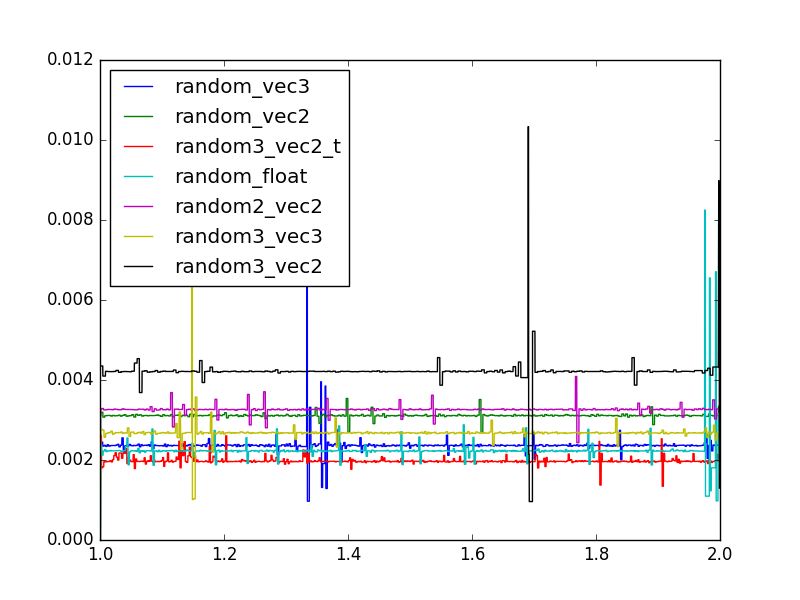 0.012
0.010
0.008
0.006
0.004
0.002
0.000
random_vec3
random_vec2
random3_vec2_t
random_float
random2_vec2
random3_vec3
random3_vec2
1.0 1.2 1.4 1.6 1.8 2.0